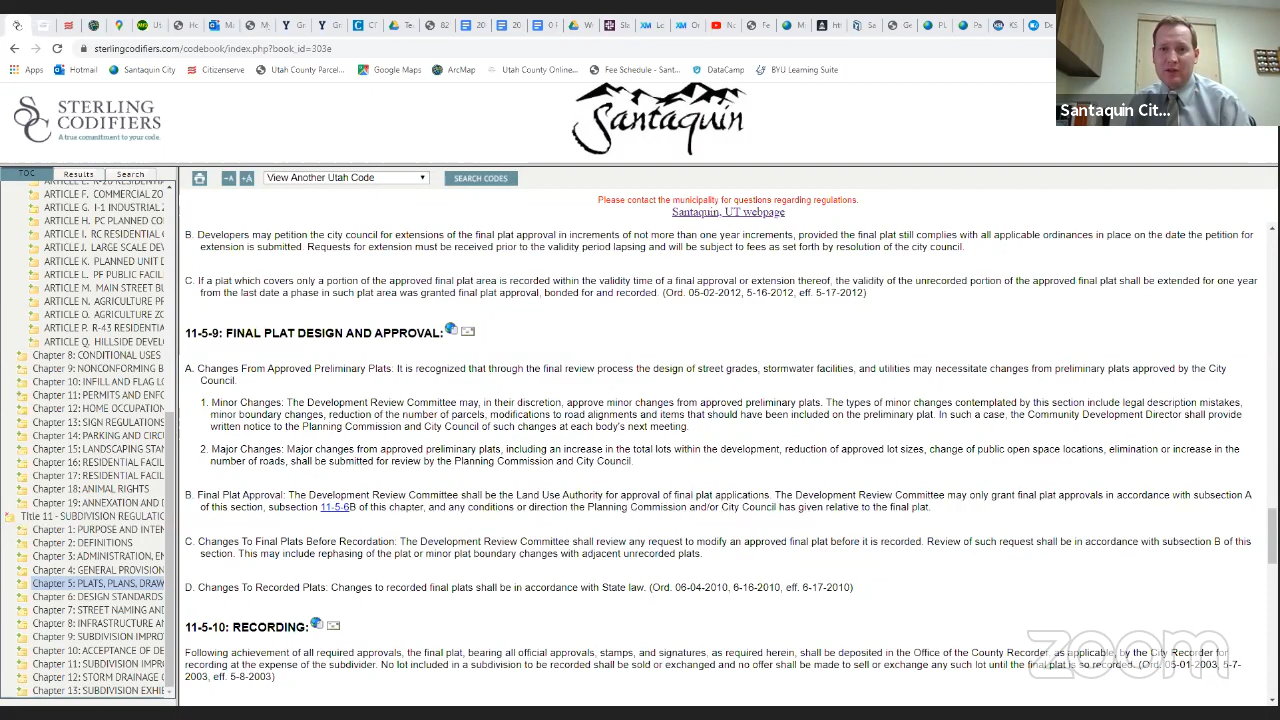 Ut
Ho
Ma
My
Gr
Gr
CI
Te
82
20
20
0 F
W
Sla
Lo
Or
Yo
Fe
M
ht
Sa
Ge
PL
Pa
KS
De
sterlingcodifiers.com/codebook/index.php?book_id=303e
Apps Hotmail Santaquin City Citizenserve Utah County Parcel... Google Maps ArcMap Utah County Online... Fee Schedule - Sant... DataCamp BYU Learning Suite
Santaquin Cit...
STERLING
CODIFIERS
A true commitment to your code.
Santaquin
TOC Results Search
View Another Utah Code
SEARCH CODES
-A +A
Please contact the municipality for questions regarding regulations.
Santaquin, UT webpage
ARTICLE F. COMMERCIAL ZO
ARTICLE G. I-1 INDUSTRIAL
ARTICLE H. PC PLANNED CO
ARTICLE I. RC RESIDENTIAL
ARTICLE J. LARGE SCALE DEV
ARTICLE K. PLANNED UNIT D
ARTICLE L. PF PUBLIC FACIL
ARTICLE M. MAIN STREET BU
ARTICLE N. AGRICULTURE PR
ARTICLE O. AGRICULTURE ZO
ARTICLE P. R-43 RESIDENTIA
ARTICLE Q. HILLSIDE DEVEL
Chapter 8: CONDITIONAL USES
Chapter 9: NONCONFORMING B
Chapter 10: INFILL AND FLAG LO
Chapter 11: PERMITS AND ENFO
Chapter 12: HOME OCCUPATION
Chapter 13: SIGN REGULATIONS
Chapter 14: PARKING AND CIRC
Chapter 15: LANDSCAPING STAN
Chapter 16: RESIDENTIAL FACIL
Chapter 17: RESIDENTIAL FACIL
Chapter 18: ANIMAL RIGHTS
Chapter 19: ANNEXATION AND D
Title 11 - SUBDIVISION REGULATIO
Chapter 1: PURPOSE AND INTEN
Chapter 2: DEFINITIONS
Chapter 3: ADMINISTRATION, EN
Chapter 4: GENERAL PROVISION
Chapter 5: PLATS, PLANS, DRAW
Chapter 6: DESIGN STANDARDS
Chapter 7: STREET NAMING AND
Chapter 8: INFRASTRUCTURE AN
Chapter 9: SUBDIVISION IMPRO
Chapter 10: ACCEPTANCE OF DE
Chapter 11: SUBDIVISION IMPR
Chapter 12: STORM DRAINAGE
Chapter 13: SUBDIVISION EXHIE
B. Developers may petition the city council for extensions of the final plat approval in increments of not more than one year increments, provided the final plat still complies with all applicable ordinances in place on the date the petition for
extension is submitted. Requests for extension must be received prior to the validity period lapsing and will be subject to fees as set forth by resolution of the city council.
C. If a plat which covers only a portion of the approved final plat area is recorded within the validity time of a final approval or extension thereof, the validity of the unrecorded portion of the approved final plat shall be extended for one year
from the last date a phase in such plat area was granted final plat approval, bonded for and recorded. (Ord. 05-02-2012, 5-16-2012, eff. 5-17-2012)
11-5-9: FINAL PLAT DESIGN AND APPROVAL:
A. Changes From Approved Preliminary Plats: It is recognized that through the final review process the design of street grades, stormwater facilities, and utilities may necessitate changes from preliminary plats approved by the City
Council.
1. Minor Changes: The Development Review Committee may, in their discretion, approve minor changes from approved preliminary plats. The types of minor changes contemplated by this section include legal description mistakes,
minor boundary changes, reduction of the number of parcels, modifications to road alignments and items that should have been included on the preliminary plat. In such a case, the Community Development Director shall provide
written notice to the Planning Commission and City Council of such changes at each body's next meeting.
2. Major Changes: Major changes from approved preliminary plats, including an increase in the total lots within the development, reduction of approved lot sizes, change of public open space locations, elimination or increase in the
number of roads, shall be submitted for review by the Planning Commission and City Council.
B. Final Plat Approval: The Development Review Committee shall be the Land Use Authority for approval of final plat applications. The Development Review Committee may only grant final plat approvals in accordance with subsection A
of this section, subsection 11-5-6B of this chapter, and any conditions or direction the Planning Commission and/or City Council has given relative to the final plat.
C. Changes To Final Plats Before Recordation: The Development Review Committee shall review any request to modify an approved final plat before it is recorded. Review of such request shall be in accordance with subsection B of this
section. This may include rephasing of the plat or minor plat boundary changes with adjacent unrecorded plats.
D. Changes To Recorded Plats: Changes to recorded final plats shall be in accordance with State law. (Ord. 06-04-2010, 6-16-2010, eff. 6-17-2010)
11-5-10: RECORDING:
Following achievement of all required approvals, the final plat, bearing all official approvals, stamps, and signatures, as required herein, shall be deposited in the Office of the County Recorder, as applicable, by the City Recorder for
recording at the expense of the subdivider. No lot included in a subdivision to be recorded shall be sold or exchanged and no offer shall be made to sell or exchange any such lot until the final plat is so recorded. (Ord. 05-01-2003, 5-7-
2003, eff. 5-8-2003)
zoom